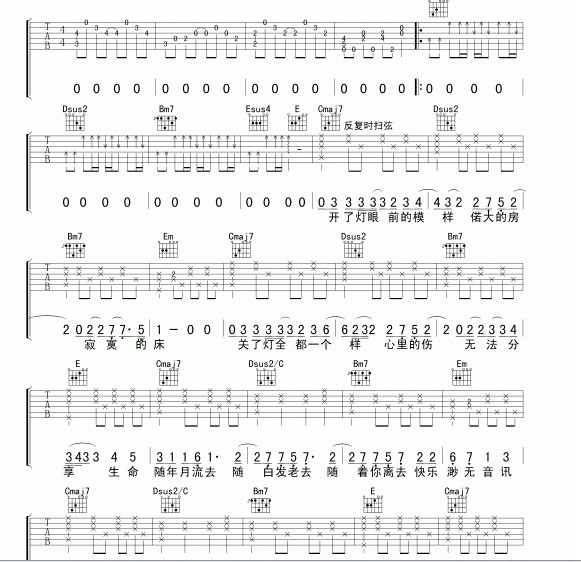 0 0 0 0 0 0 0 0 0 0 0 0 0 0 0 0 0 0 0 0
Dsus2 Bm7 Esus4 E Cmaj7 Dsus2
反复时扫弦
0 0 0 0 0 0 0 0 0 0 0 0 0 3 3 3 3 3 2 3 4 4 3 2 2 7 5 2
开了灯眼 前的模 样 偌大的房
Bm7 Em Cmaj7 Dsus2 Bm7
2 0 2 2 7 7· 5 1 — 0 0 0 3 3 3 3 3 3 2 3 6 6 2 3 2 2 7 5 2 2 0 2 2 3 3 4
寂 寞 的 床 关了灯全 都一个 样 心里的伤 无 法 分
E Cmaj7 Dsus2/C Bm7 Em
3 4 3 3 4 5 3 1 1 6 1· 2 2 7 7 5 7· 2 2 7 7 5 7 2 2 6 7 1 3
享 生 命 随年月流去 随 白发老去 随 着你离去 快乐 渺 无 音 讯
Cmaj7 Dsus2/C Bm7 E Cmaj7